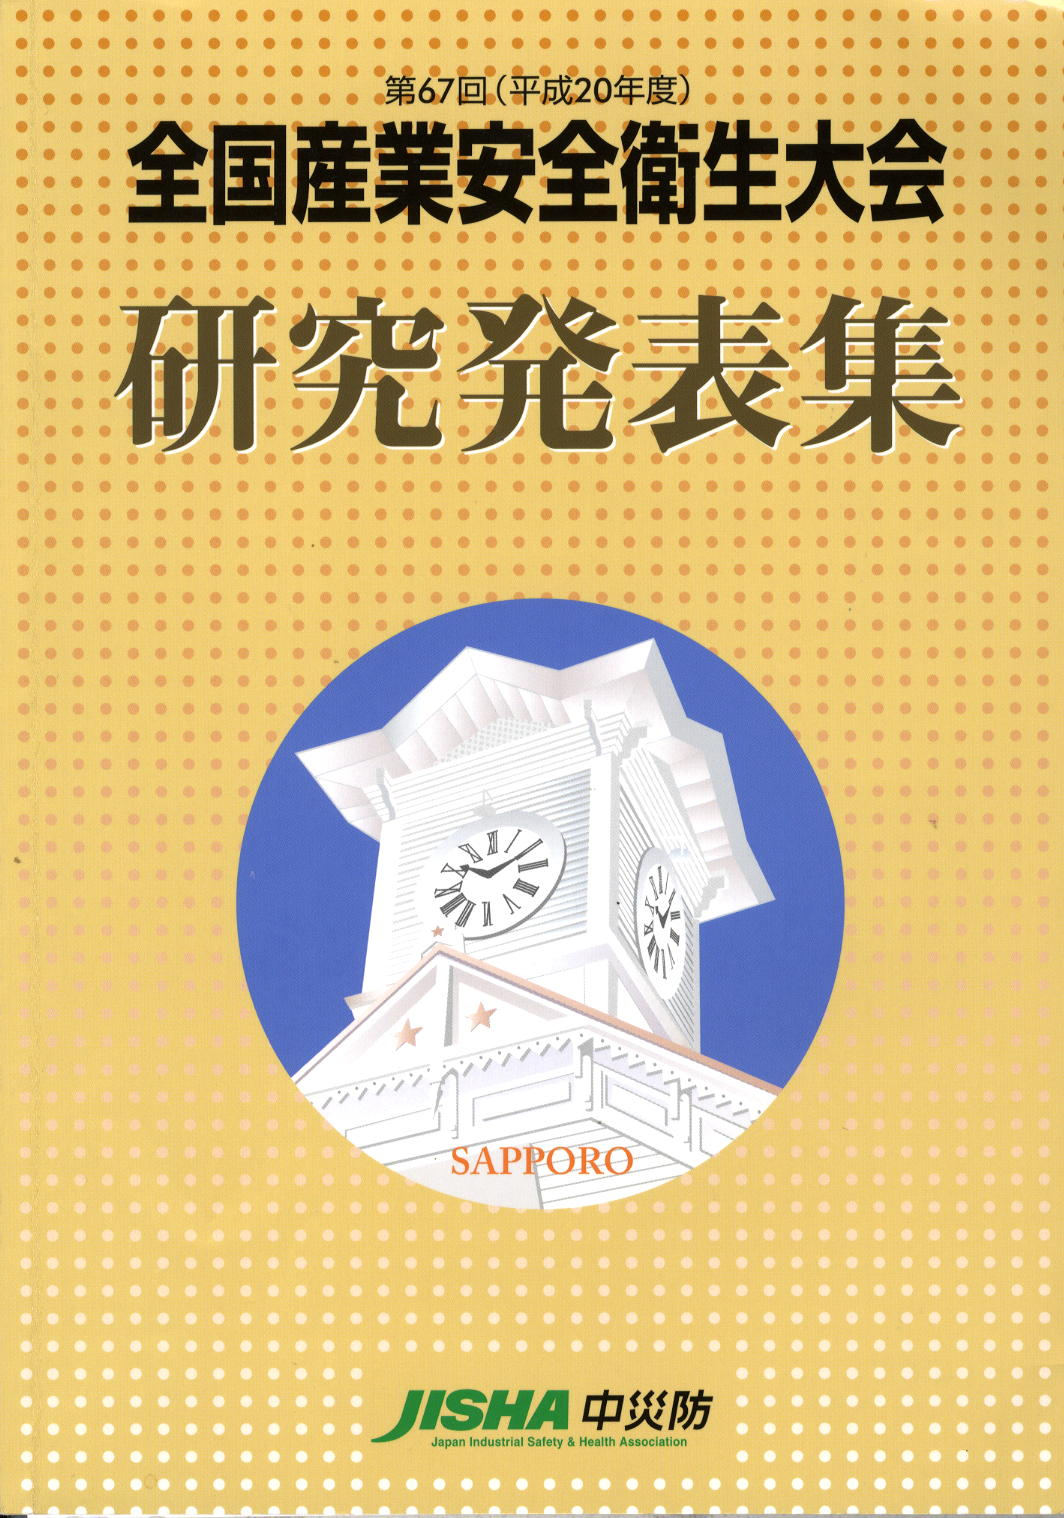 第67回（平成20年度）
全国産業安全衛生大会
研究発表集
SAPPORO
JISHA 中災防
Japan Industrial Safety & Health Association